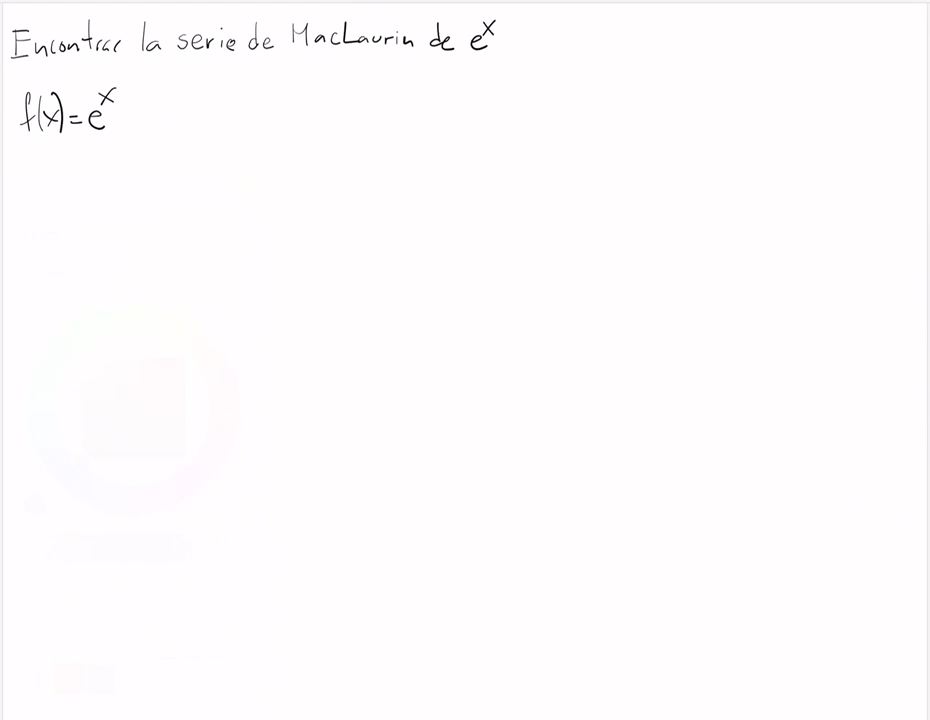 Encontrar la serie de MacLaurin de e^x
f(x)=e^x